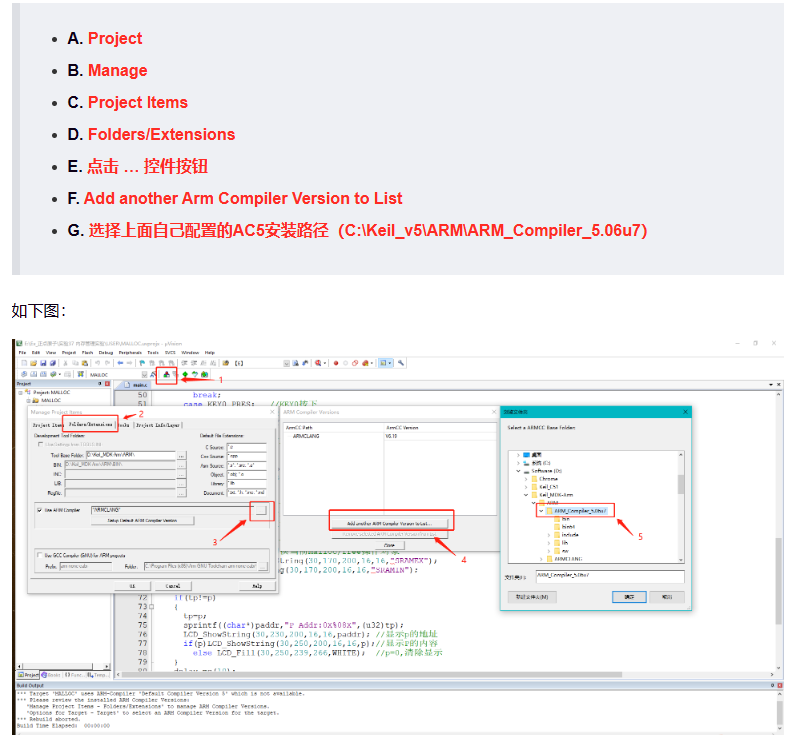 A. Project
B. Manage
C. Project Items
D. Folders/Extensions
E. 点击 … 控件按钮
F. Add another Arm Compiler Version to List
G. 选择上面自己配置的AC5安装路径（C:\Keil_v5\ARM\ARM_Compiler_5.06u7）
如下图：
File Edit View Project Flash Debug Peripherals Tools SVCS Window Help
MALLOC
1
Project
main.c
Project: MALLOC
MALLOC
50 break;
51 case KEY0_PRES: //KEY0按下
Manage Project Items
2
Project Items Folders/Extensions Books Project Info/Layer
Development Tool Folders:
Default File Extensions:
Tool Base Folder: D:\Keil_MDK-Arm\ARM\
C Source: *.c
C++ Source: *.cpp
Asm Source: *.s*; *.src; *.a*
BIN:
INC:
Object: *.obj; *.o
LIB:
Library: *.lib
RegFile:
Document: *.txt; *.h; *.inc; *.md
Use ARM Compiler "ARMCLANG"
...
Setup Default ARM Compiler Version
3
Use GCC Compiler (GNU) for ARM projects
Prefix: arm-none-eabi-
Folder:
OK Cancel Help
ARM Compiler Versions
ArmCC Path ArmCC Version
ARMCLANG V6.16
Add another ARM Compiler Version to List...
Close
4
Select a ARMCC Base Folder
桌面
系统 (C:)
Software (D:)
Chrome
Keil_C51
Keil_MDK-Arm
ARM
ARM_Compiler_5.06u7
5
bin
include
lib
sw
ARMCLANG
文件夹(F): ARM_Compiler_5.06u7
新建文件夹(M) 确定 取消
String(30,170,200,16,16,"SRAMEX");
ng(30,170,200,16,16,"SRAMIN");
72 if(tp!=p)
73 {
74 tp=p;
75 sprintf((char*)paddr,"P Addr:0X%08X",(u32)tp);
76 LCD_ShowString(30,230,200,16,16,paddr); //显示p的地址
77 if(p)LCD_ShowString(30,250,200,16,16,p);//显示P的内容
78 else LCD_Fill(30,250,239,266,WHITE); //p=0,清除显示
79 }
80 delay_ms(10);
Project Books Func... Temp...
Build Output
*** Target 'MALLOC' uses ARM-Compiler 'Default Compiler Version 5' which is not available.
*** Please review the installed ARM Compiler Versions:
'Manage Project Items - Folders/Extensions' to manage ARM Compiler Versions.
'Options for Target - Target' to select an ARM Compiler Version for the target.
*** Rebuild aborted.
Build Time Elapsed: 00:00:00